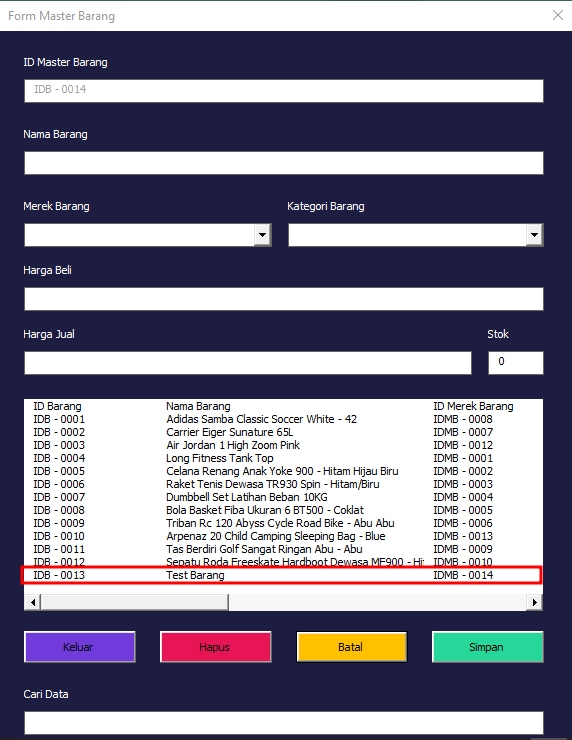 Form Master Barang
ID Master Barang
IDB - 0014
Nama Barang
Merek Barang Kategori Barang
Harga Beli
Harga Jual Stok
0
ID Barang Nama Barang ID Merek Barang
IDB - 0001 Adidas Samba Classic Soccer White - 42 IDMB - 0008
IDB - 0002 Carrier Eiger Sunature 65L IDMB - 0007
IDB - 0003 Air Jordan 1 High Zoom Pink IDMB - 0012
IDB - 0004 Long Fitness Tank Top IDMB - 0001
IDB - 0005 Celana Renang Anak Yoke 900 - Hitam Hijau Biru IDMB - 0002
IDB - 0006 Raket Tenis Dewasa TR930 Spin - Hitam/Biru IDMB - 0003
IDB - 0007 Dumbbell Set Latihan Beban 10KG IDMB - 0004
IDB - 0008 Bola Basket Fiba Ukuran 6 BT500 - Coklat IDMB - 0005
IDB - 0009 Triban Rc 120 Abyss Cycle Road Bike - Abu Abu IDMB - 0006
IDB - 0010 Arpenaz 20 Child Camping Sleeping Bag - Blue IDMB - 0013
IDB - 0011 Tas Berdiri Golf Sangat Ringan Abu - Abu IDMB - 0009
IDB - 0012 Sepatu Roda Freeskate Hardboot Dewasa MF900 - Hit IDMB - 0010
IDB - 0013 Test Barang IDMB - 0014
Keluar Hapus Batal Simpan
Cari Data